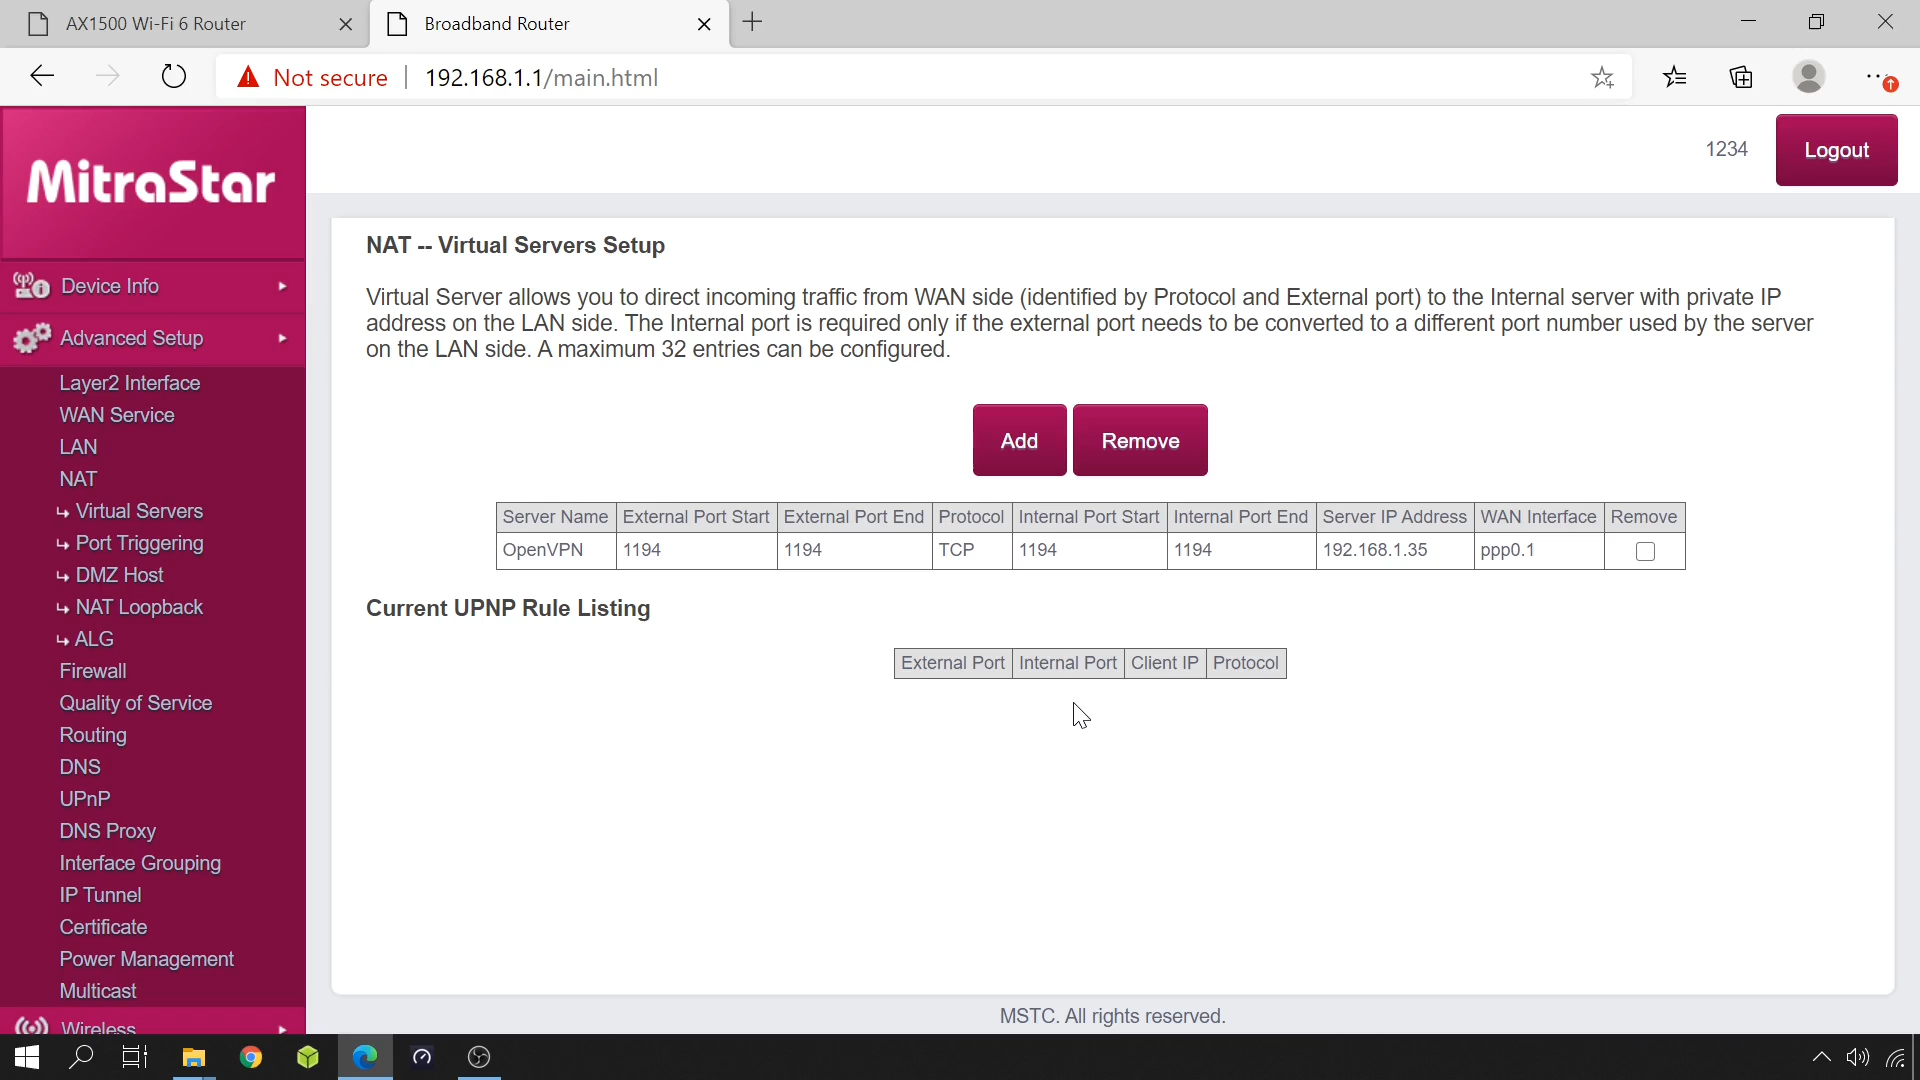 AX1500 Wi-Fi 6 Router
Broadband Router
Not secure
192.168.1.1/main.html
MitraStar
1234
Logout
Device Info
Advanced Setup
Layer2 Interface
WAN Service
LAN
NAT
Virtual Servers
Port Triggering
DMZ Host
NAT Loopback
ALG
Firewall
Quality of Service
Routing
DNS
UPnP
DNS Proxy
Interface Grouping
IP Tunnel
Certificate
Power Management
Multicast
Wireless
NAT -- Virtual Servers Setup
Virtual Server allows you to direct incoming traffic from WAN side (identified by Protocol and External port) to the Internal server with private IP
address on the LAN side. The Internal port is required only if the external port needs to be converted to a different port number used by the server
on the LAN side. A maximum 32 entries can be configured.
Add Remove
Server Name External Port Start External Port End Protocol Internal Port Start Internal Port End Server IP Address WAN Interface Remove
OpenVPN 1194 1194 TCP 1194 1194 192.168.1.35 ppp0.1
Current UPNP Rule Listing
External Port Internal Port Client IP Protocol
MSTC. All rights reserved.